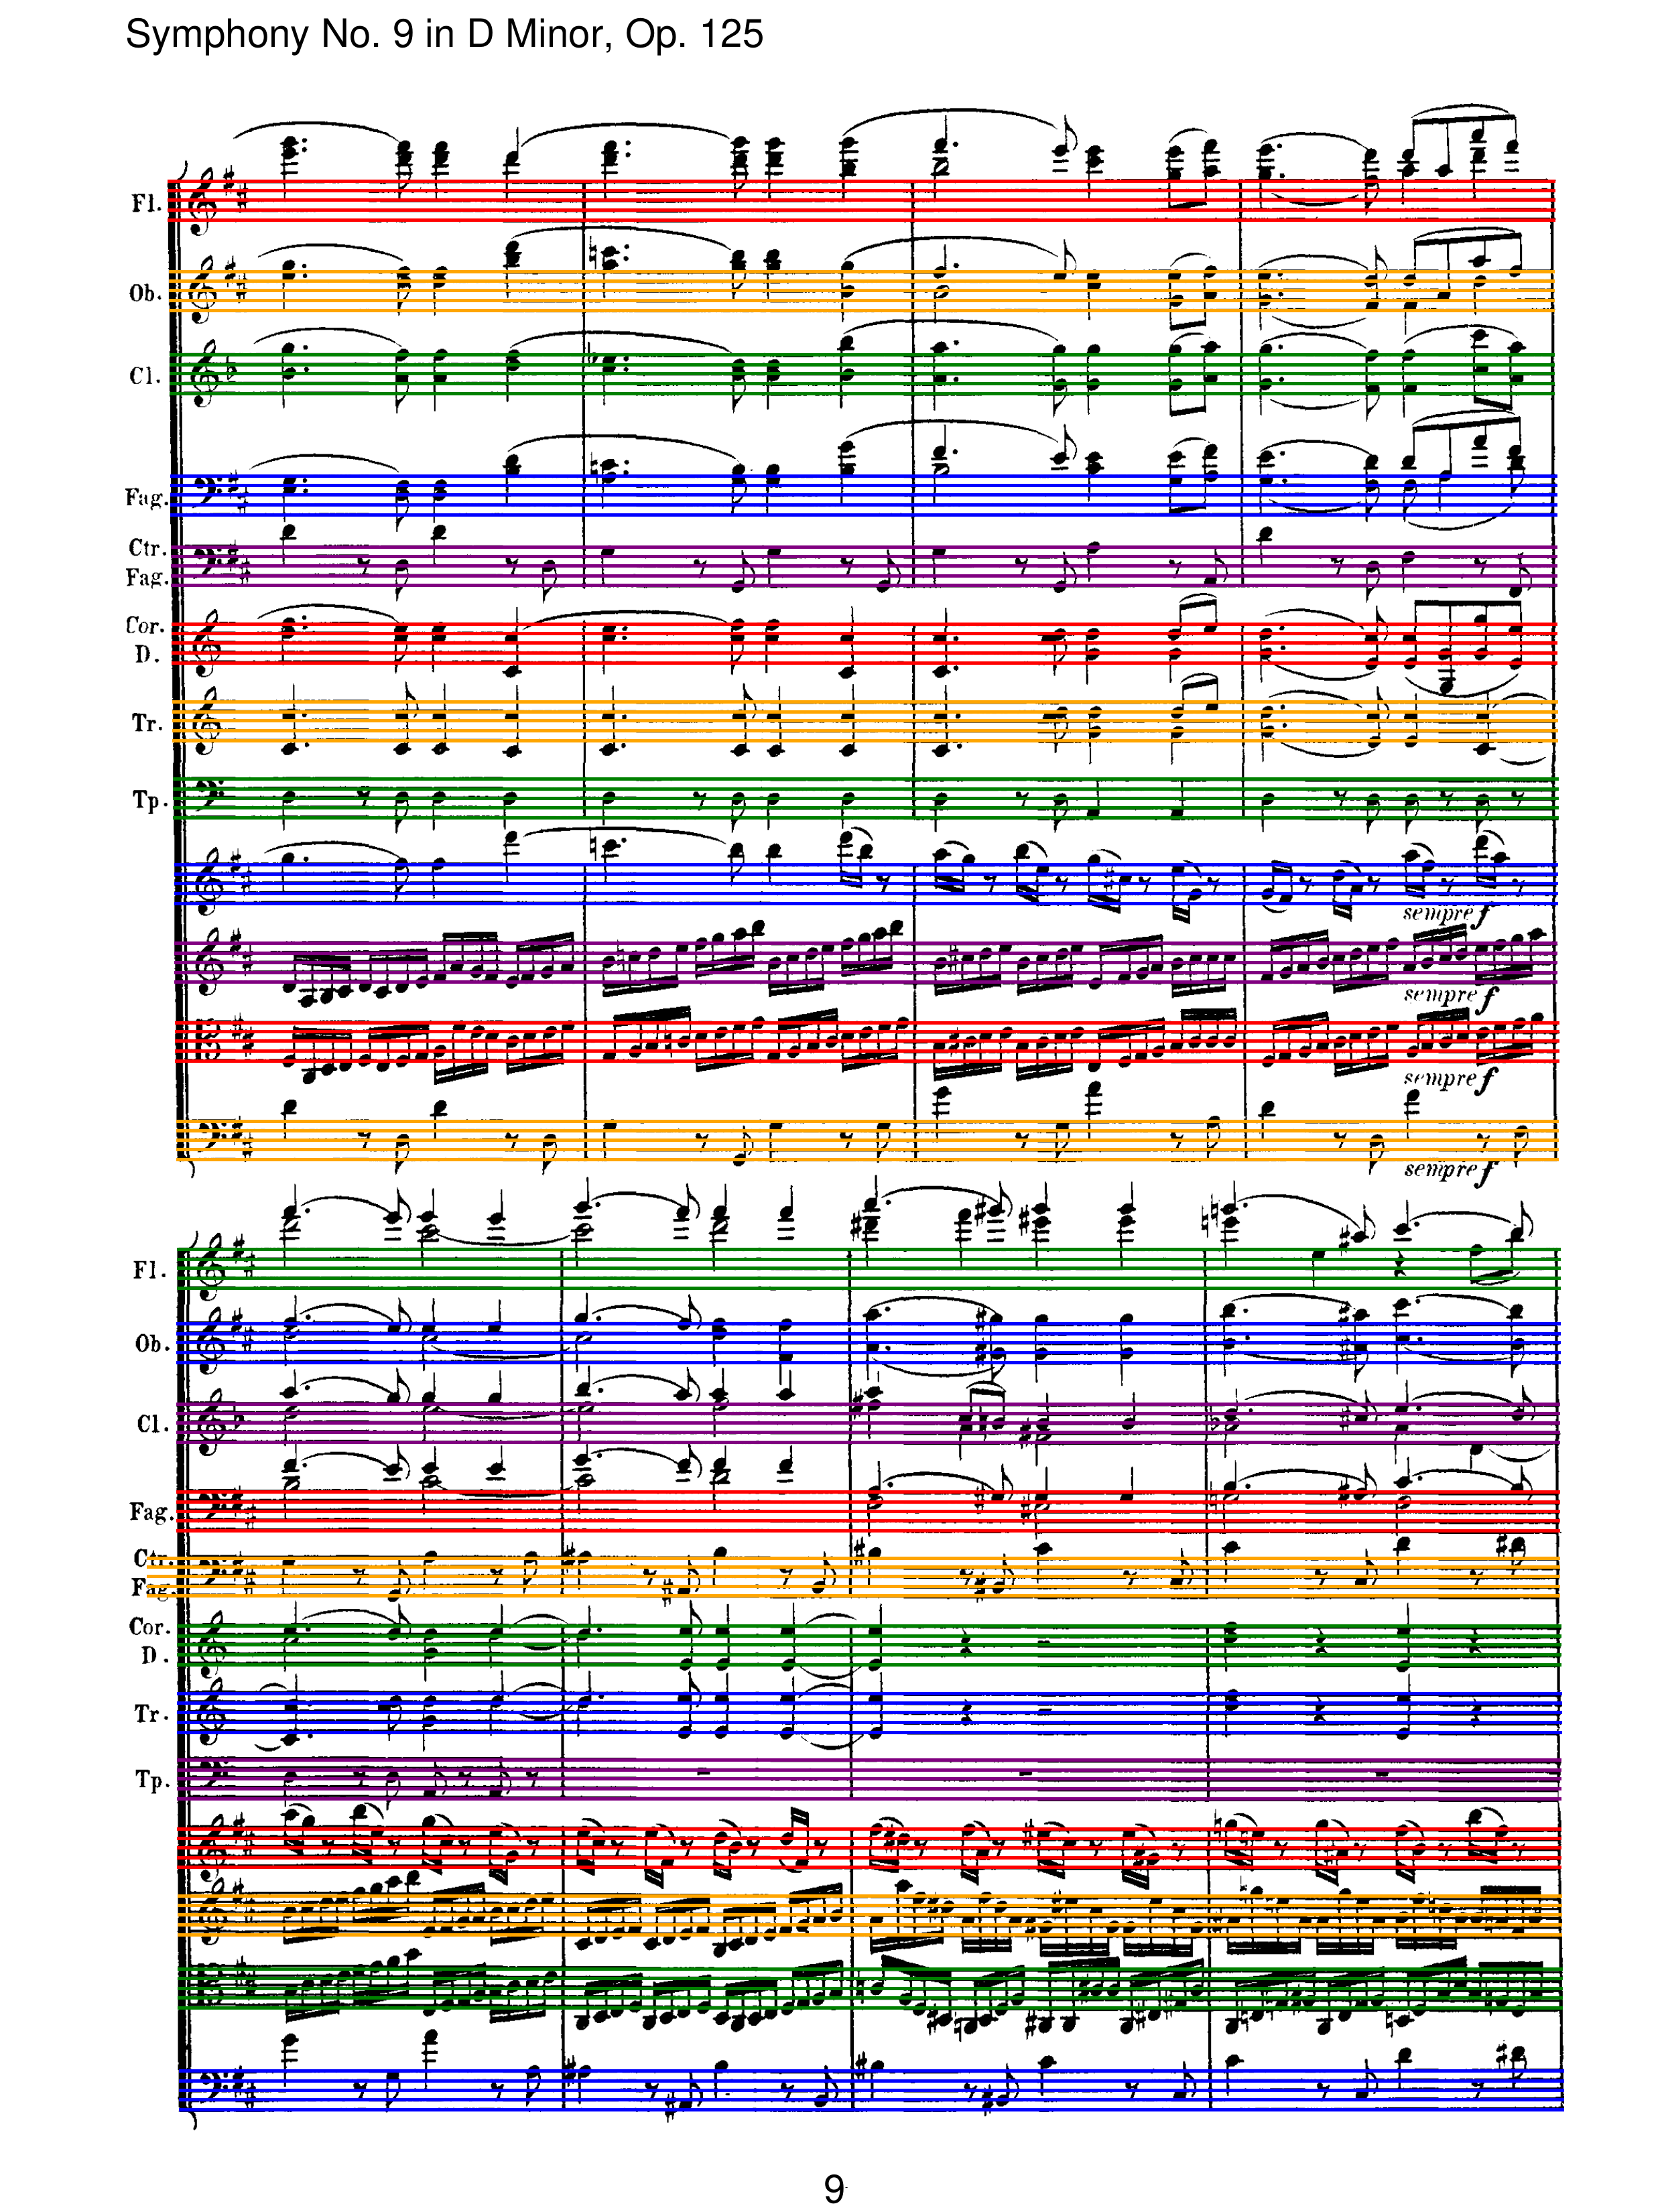 Symphony No. 9 in D Minor, Op. 125
Fl.
Ob.
Cl.
Fag.
Ctr.
Fag.
Cor.
D.
Tr.
Tp.
sempre f
sempre f
sempre f
sempre f
Fl.
Ob.
Cl.
Fag.
Ctr.
Fag.
Cor.
D.
Tr.
Tp.
9